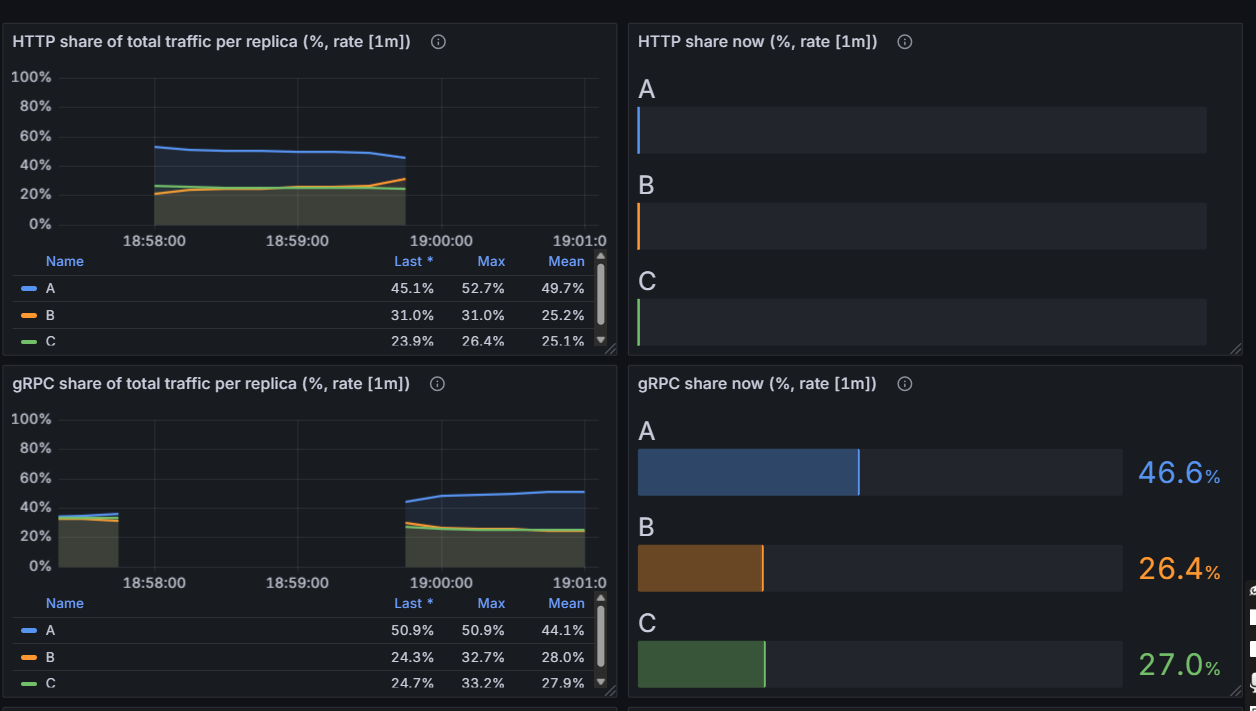 HTTP share of total traffic per replica (%, rate [1m])
100%
80%
60%
40%
20%
0%
18:58:00 18:59:00 19:00:00 19:01:0
Name Last * Max Mean
A 45.1% 52.7% 49.7%
B 31.0% 31.0% 25.2%
C 23.9% 26.4% 25.1%
HTTP share now (%, rate [1m])
A
B
C
gRPC share of total traffic per replica (%, rate [1m])
100%
80%
60%
40%
20%
0%
18:58:00 18:59:00 19:00:00 19:01:0
Name Last * Max Mean
A 50.9% 50.9% 44.1%
B 24.3% 32.7% 28.0%
C 24.7% 33.2% 27.9%
gRPC share now (%, rate [1m])
A
46.6%
B
26.4%
C
27.0%